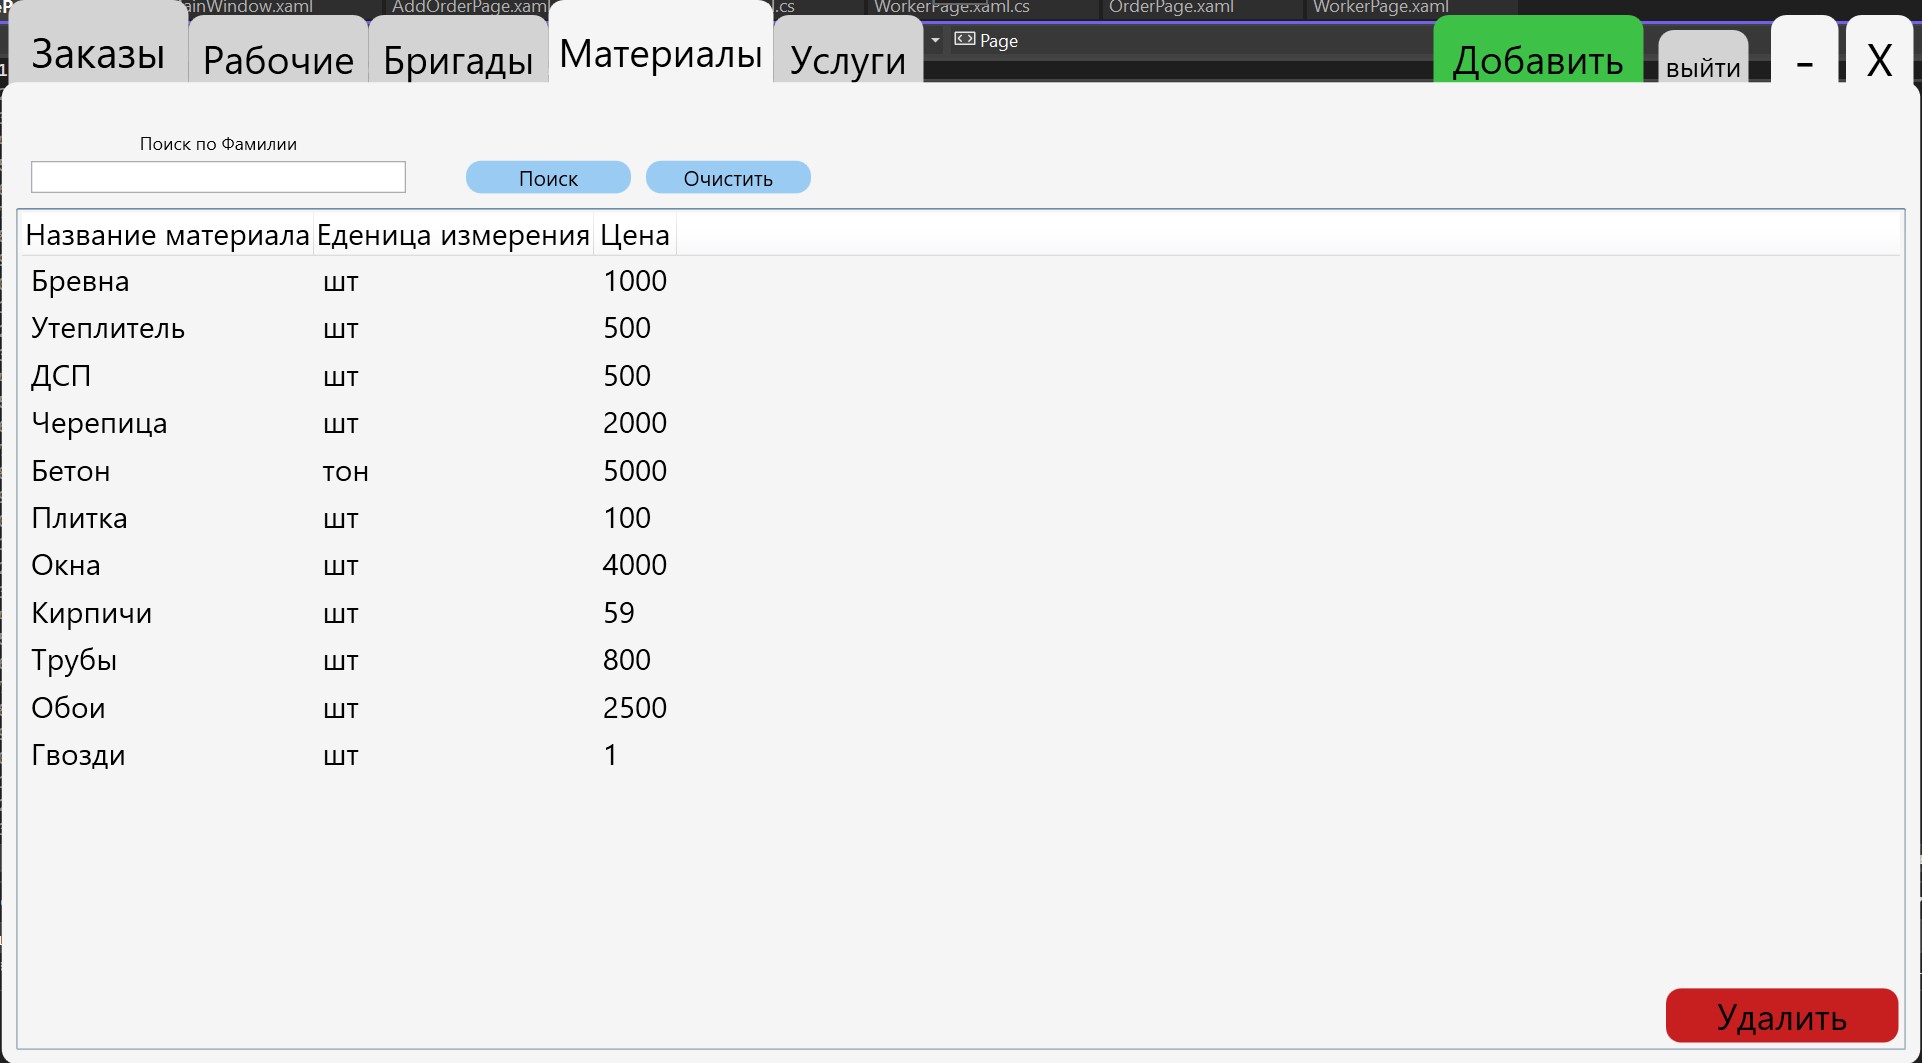 ainWindow.xaml AddOrderPage.xam .cs WorkerPage.xaml.cs OrderPage.xaml WorkerPage.xaml
Заказы Рабочие Бригады Материалы Услуги Page Добавить выйти - X
Поиск по Фамилии
Поиск Очистить
Название материала Еденица измерения Цена
Бревна шт 1000
Утеплитель шт 500
ДСП шт 500
Черепица шт 2000
Бетон тон 5000
Плитка шт 100
Окна шт 4000
Кирпичи шт 59
Трубы шт 800
Обои шт 2500
Гвозди шт 1
Удалить